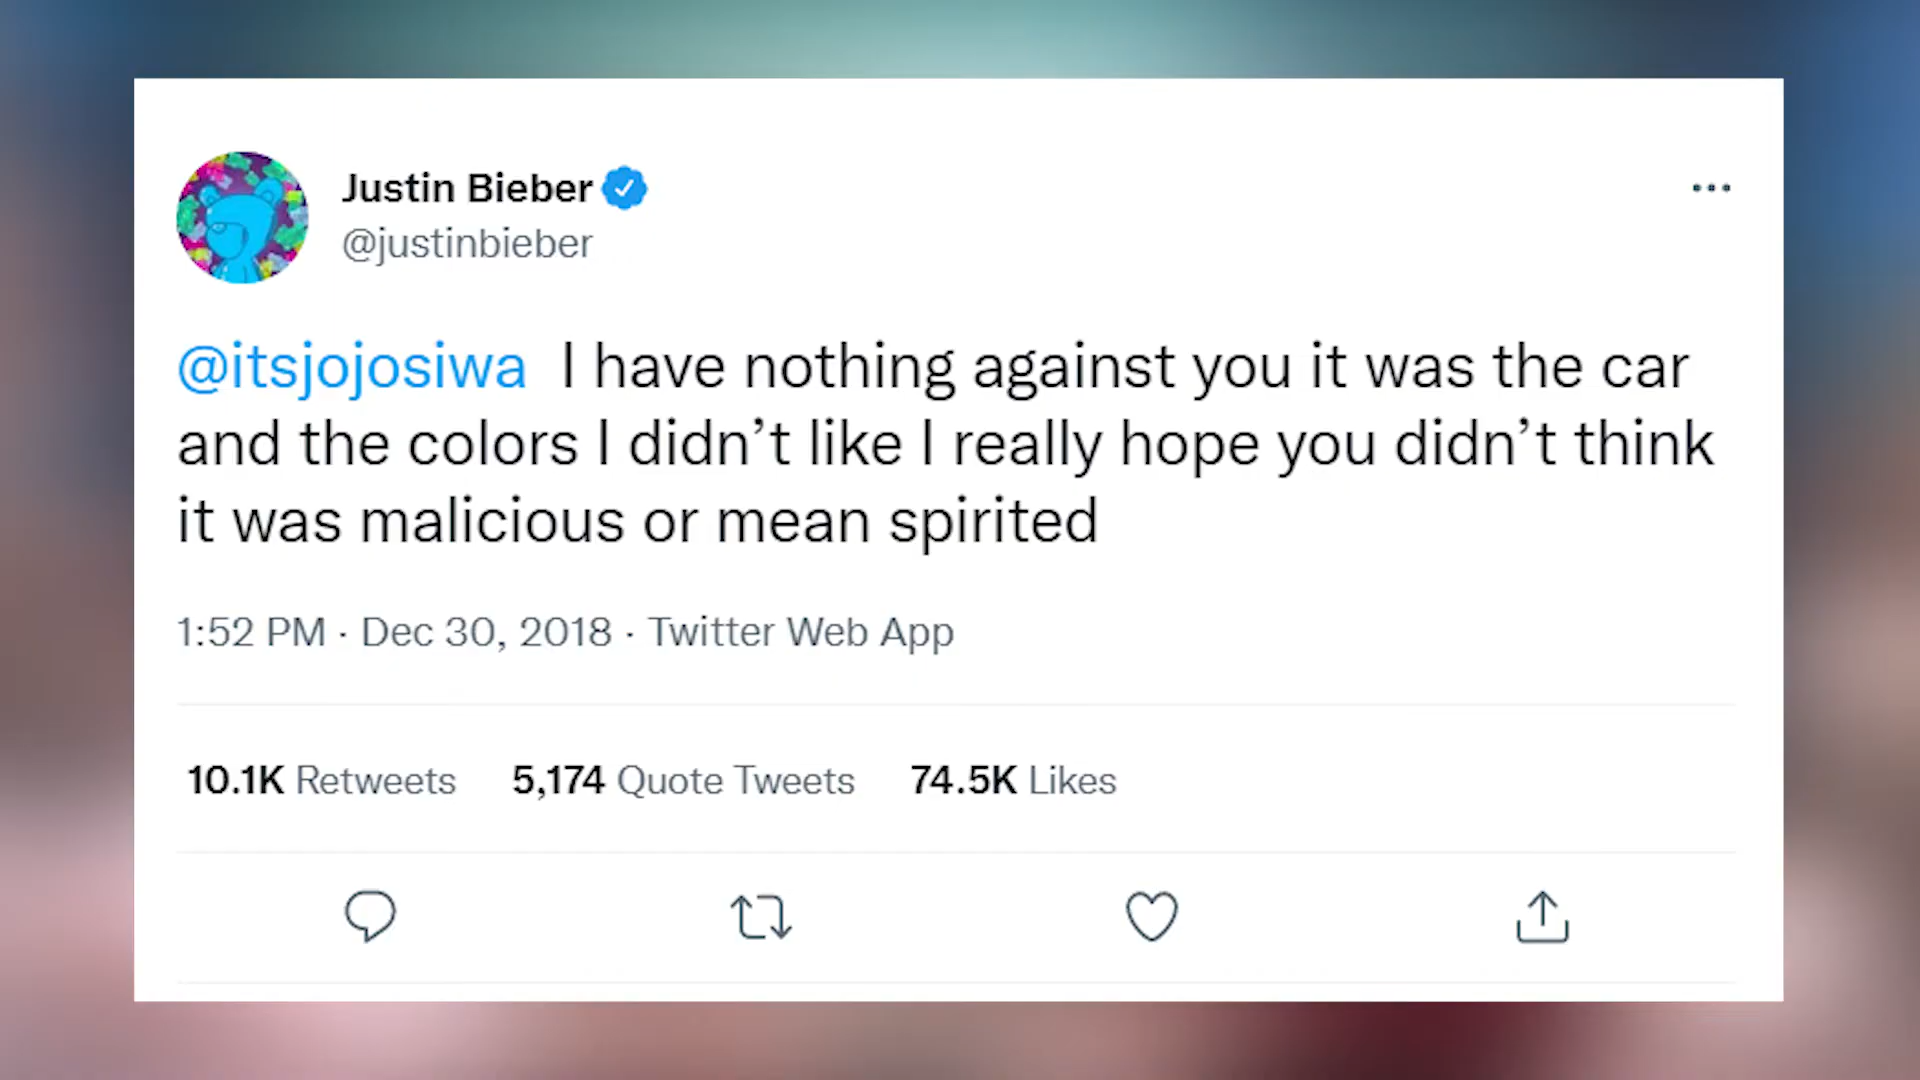 Justin Bieber
@justinbieber
@itsjojosiwa I have nothing against you it was the car
and the colors I didn’t like I really hope you didn’t think
it was malicious or mean spirited
1:52 PM · Dec 30, 2018 · Twitter Web App
10.1K Retweets 5,174 Quote Tweets 74.5K Likes